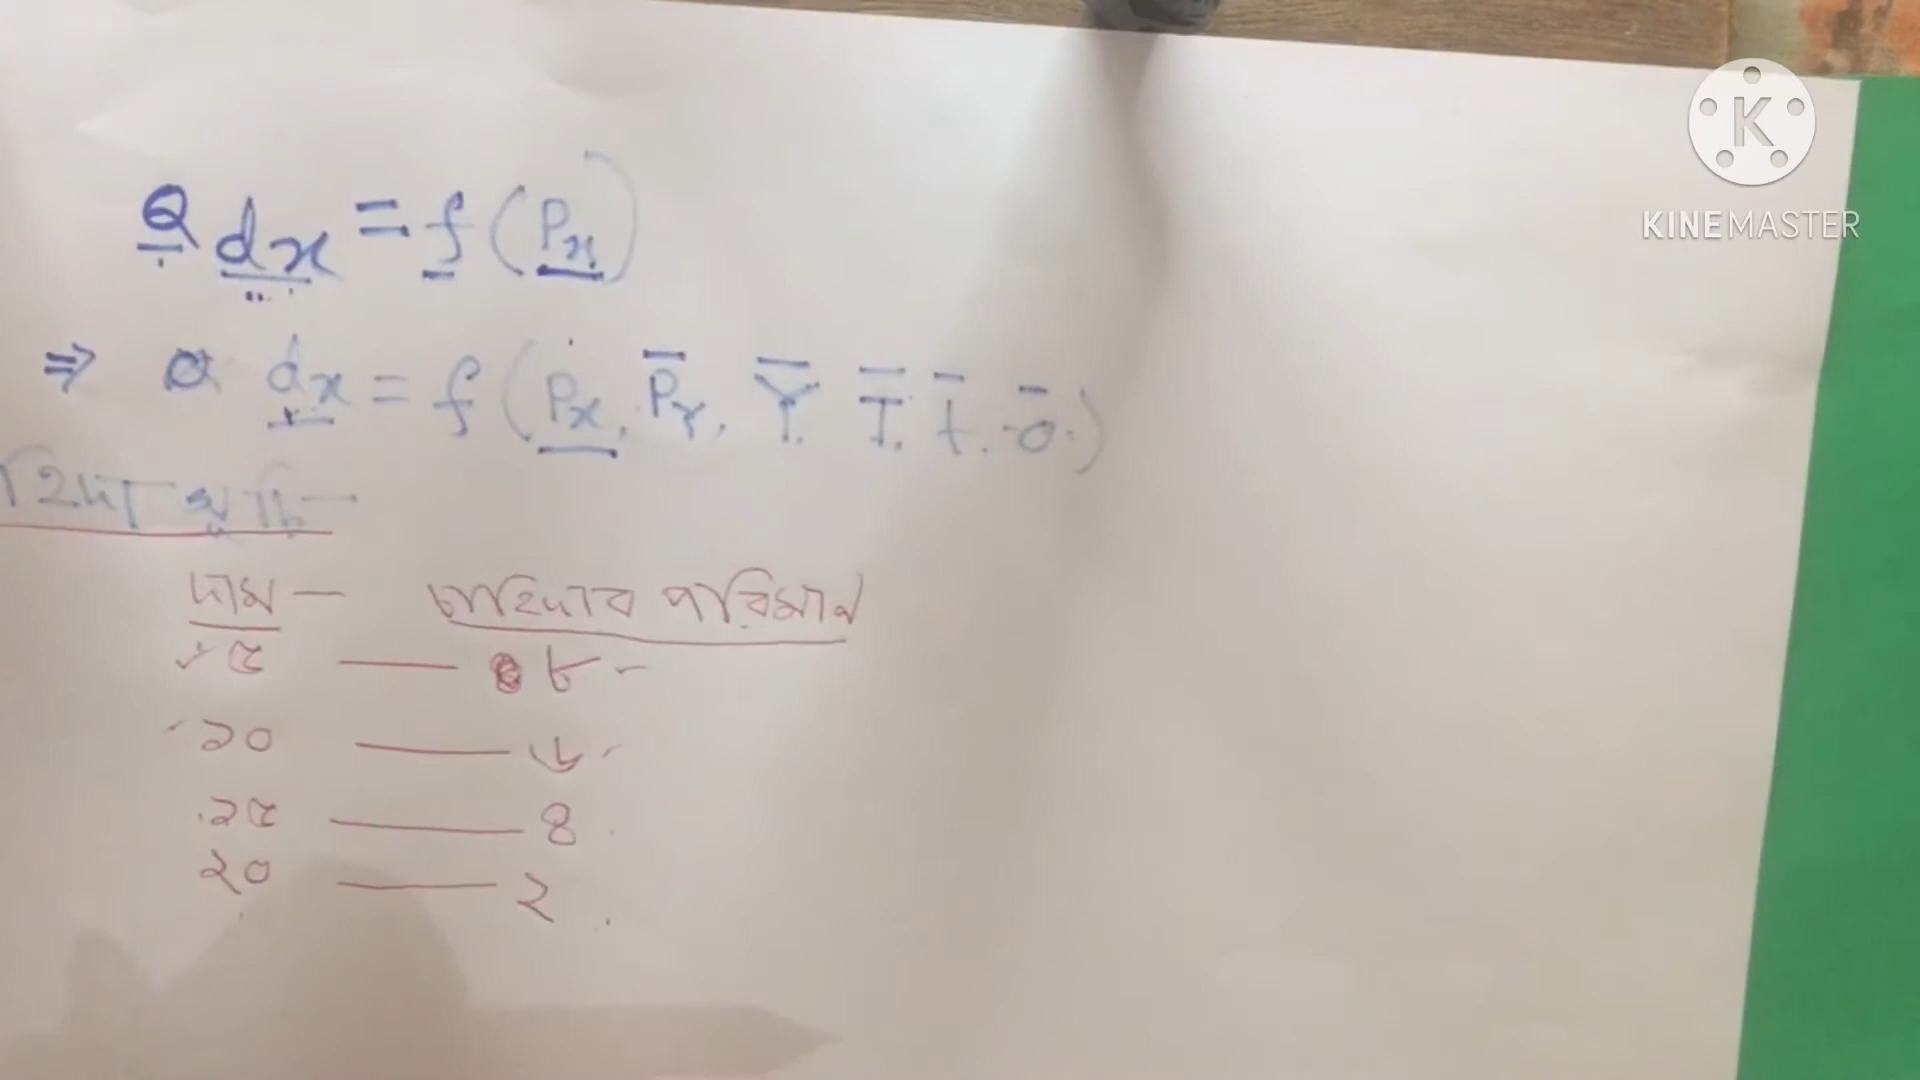 K
KINEMASTER
Qdx = f(Px)
⇒ Qdx = f(Px, P̅r, Y̅, T̅, t̅, o̅)
হিদা সূচি
দাম — চাহিদার পরিমান
৫ — ৮
১০ — ৬
১৫ — ৪
২০ — ২